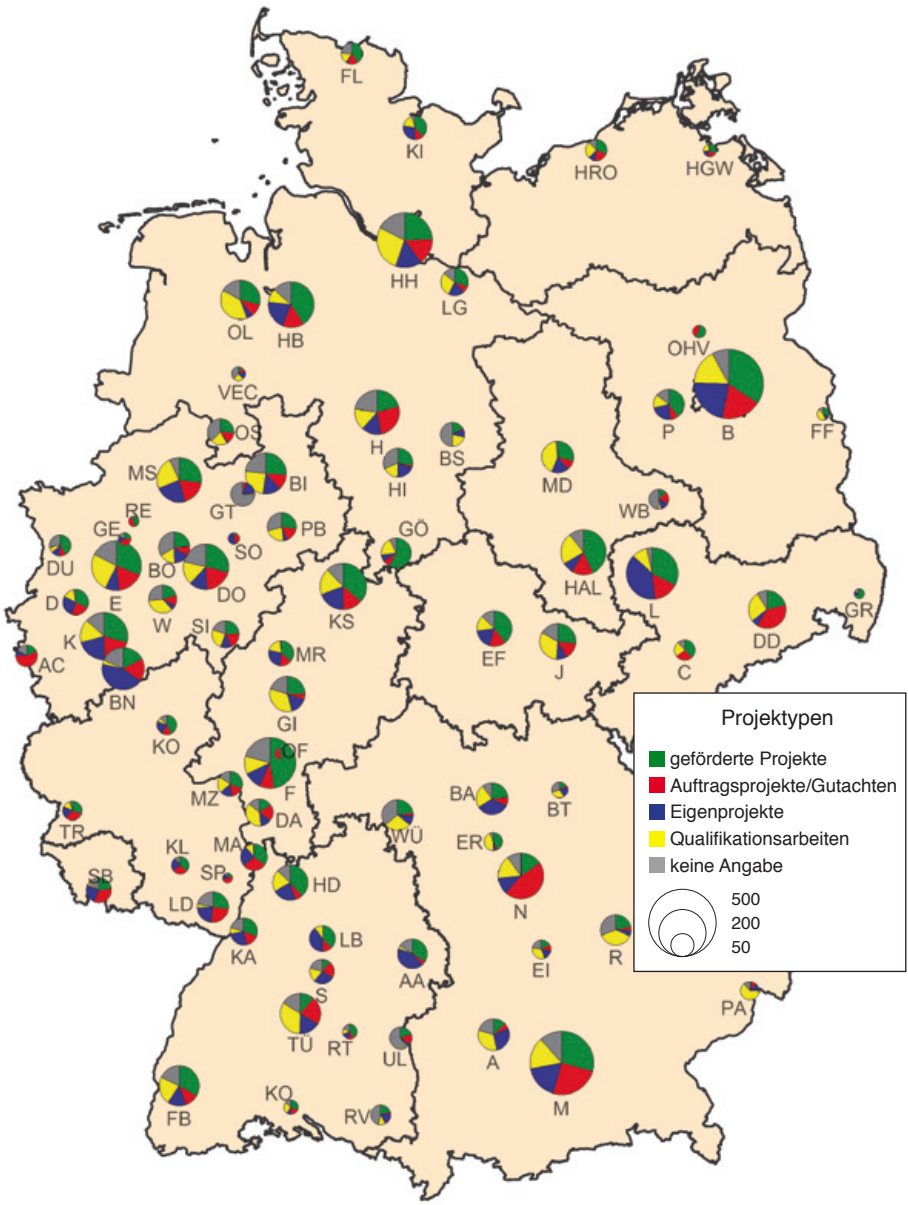 FL
KI
HRO
HGW
HH
LG
OL
HB
OHV
VEC
P
B
FF
OS
H
BS
MS
BI
HI
MD
GT
WB
RE
PB
GE
SO
GÖ
DU
BO
E
DO
HAL
L
D
W
KS
GR
K
SI
EF
J
DD
AC
MR
C
BN
GI
KO
OF
F
MZ
BA
BT
TR
DA
WÜ
ER
KL
MA
SP
HD
SB
N
LD
KA
LB
R
AA
EI
S
PA
TÜ
RT
UL
A
M
FB
KO
RV
Projektypen
geförderte Projekte
Auftragsprojekte/Gutachten
Eigenprojekte
Qualifikationsarbeiten
keine Angabe
500
200
50